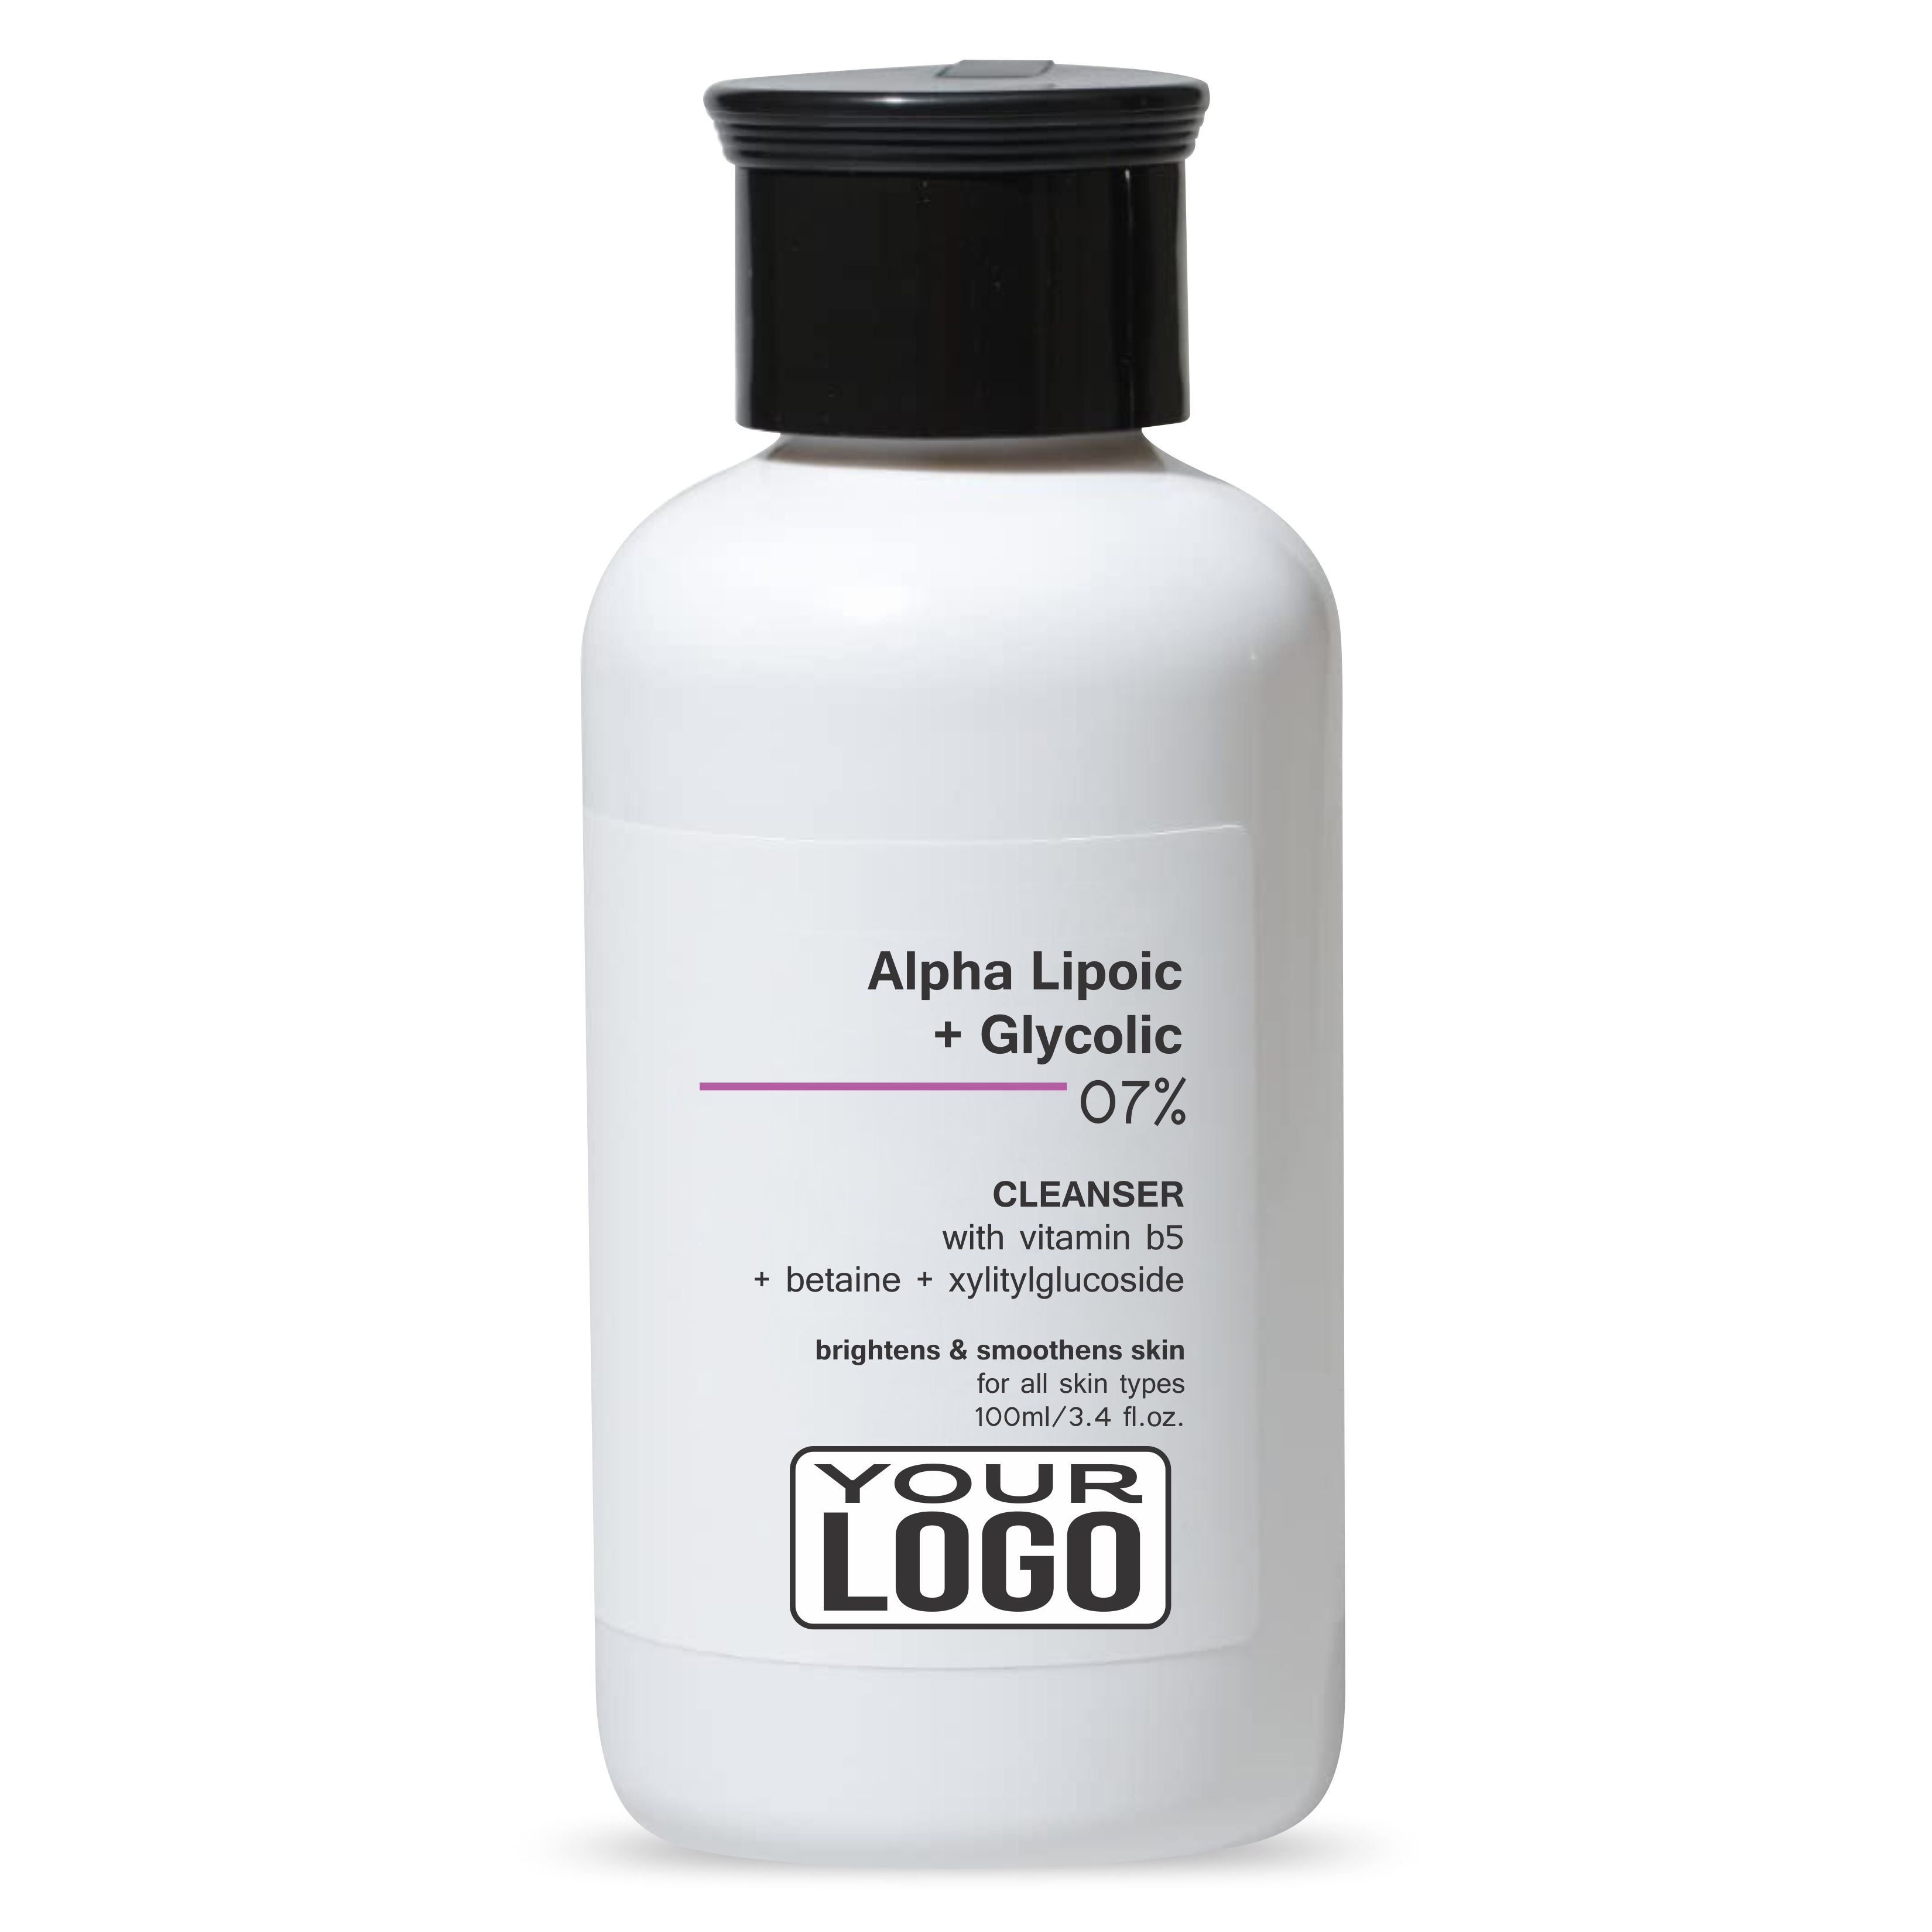 Alpha Lipoic
+ Glycolic
07%
CLEANSER
with vitamin b5
+ betaine + xylitylglucoside
brightens & smoothens skin
for all skin types
100ml/3.4 fl.oz.
YOUR
LOGO